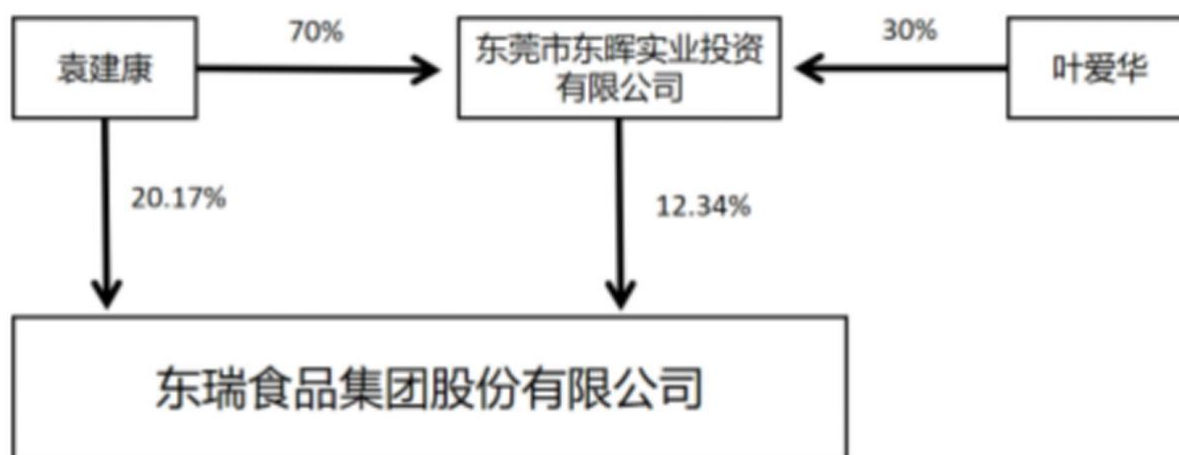 70%
30%
袁建康
东莞市东晖实业投资
有限公司
叶爱华
20.17%
12.34%
东瑞食品集团股份有限公司